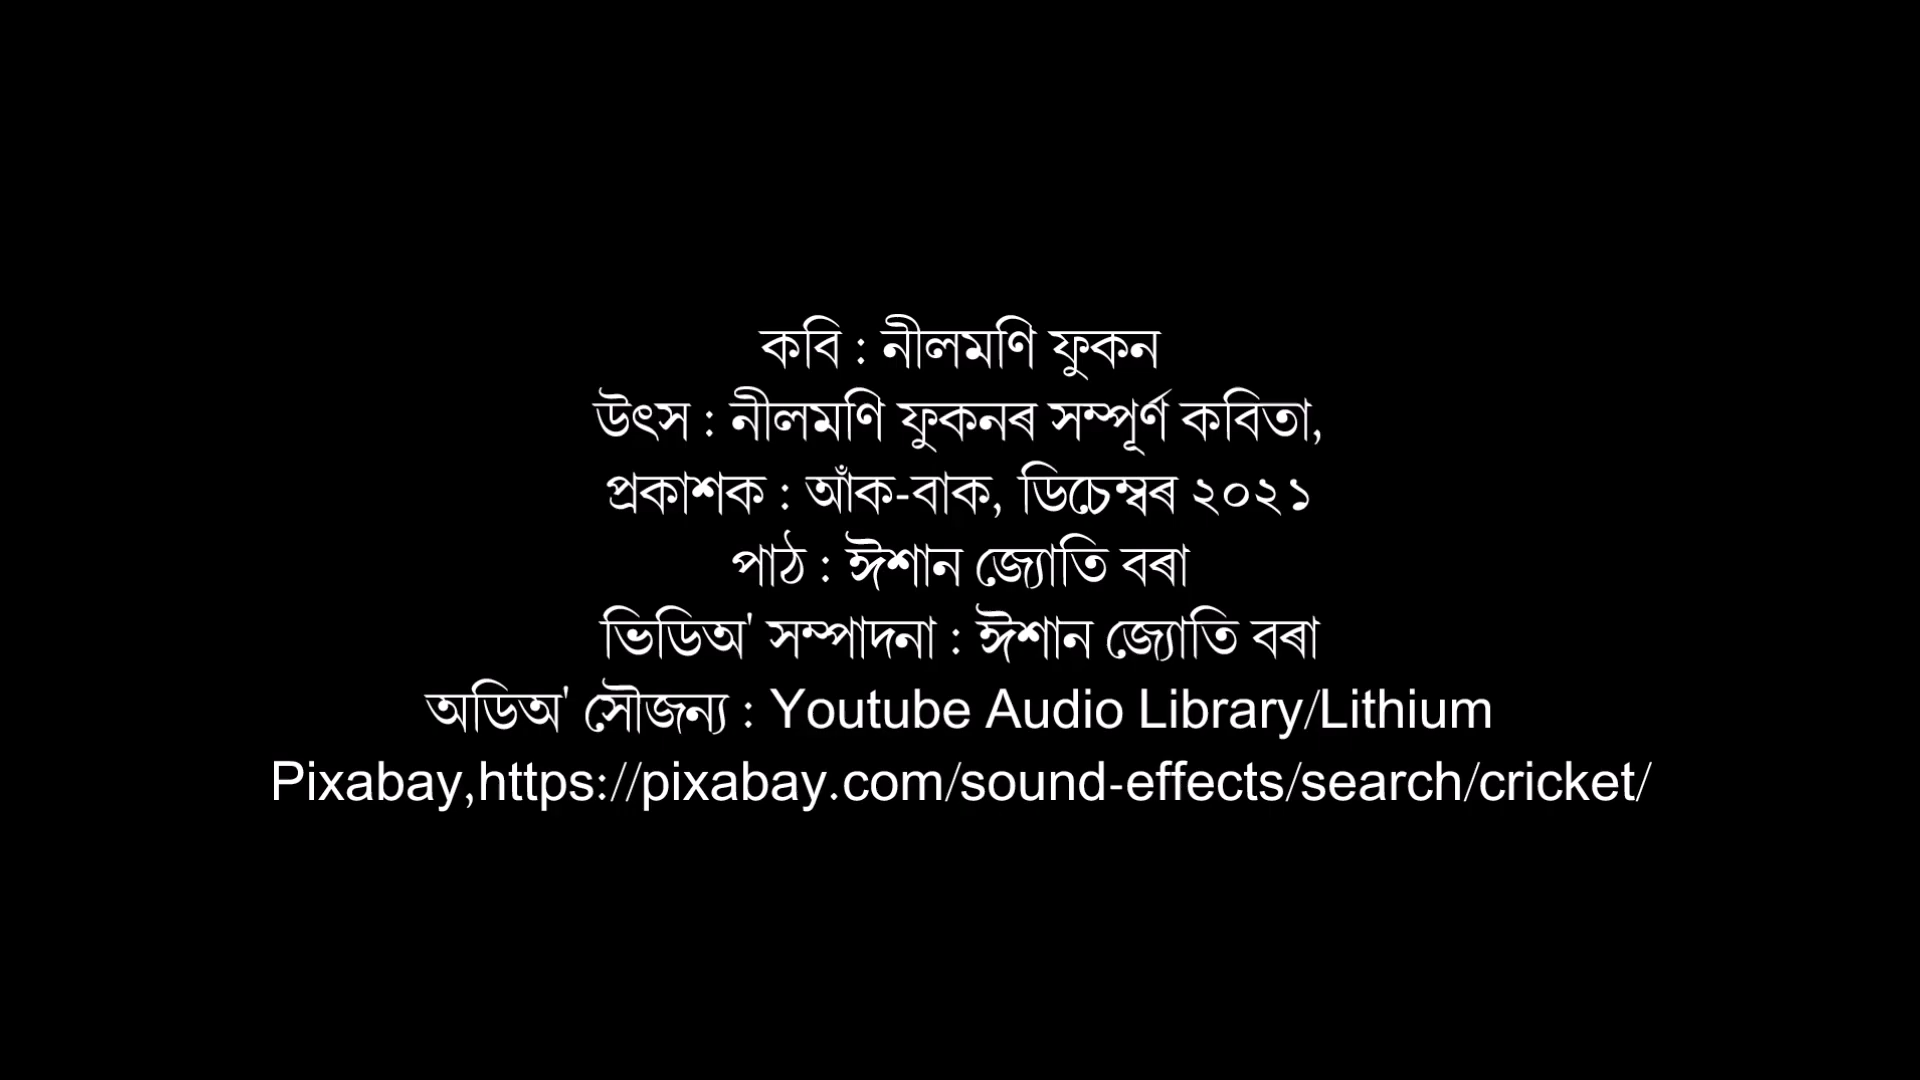 কবি : নীলমণি ফুকন
উৎস : নীলমণি ফুকনৰ সম্পূৰ্ণ কবিতা,
প্ৰকাশক : আঁক-বাক, ডিচেম্বৰ ২০২১
পাঠ : ঈশান জ্যোতি বৰা
ভিডিঅ' সম্পাদনা : ঈশান জ্যোতি বৰা
অডিঅ' সৌজন্য : Youtube Audio Library/Lithium
Pixabay,https://pixabay.com/sound-effects/search/cricket/